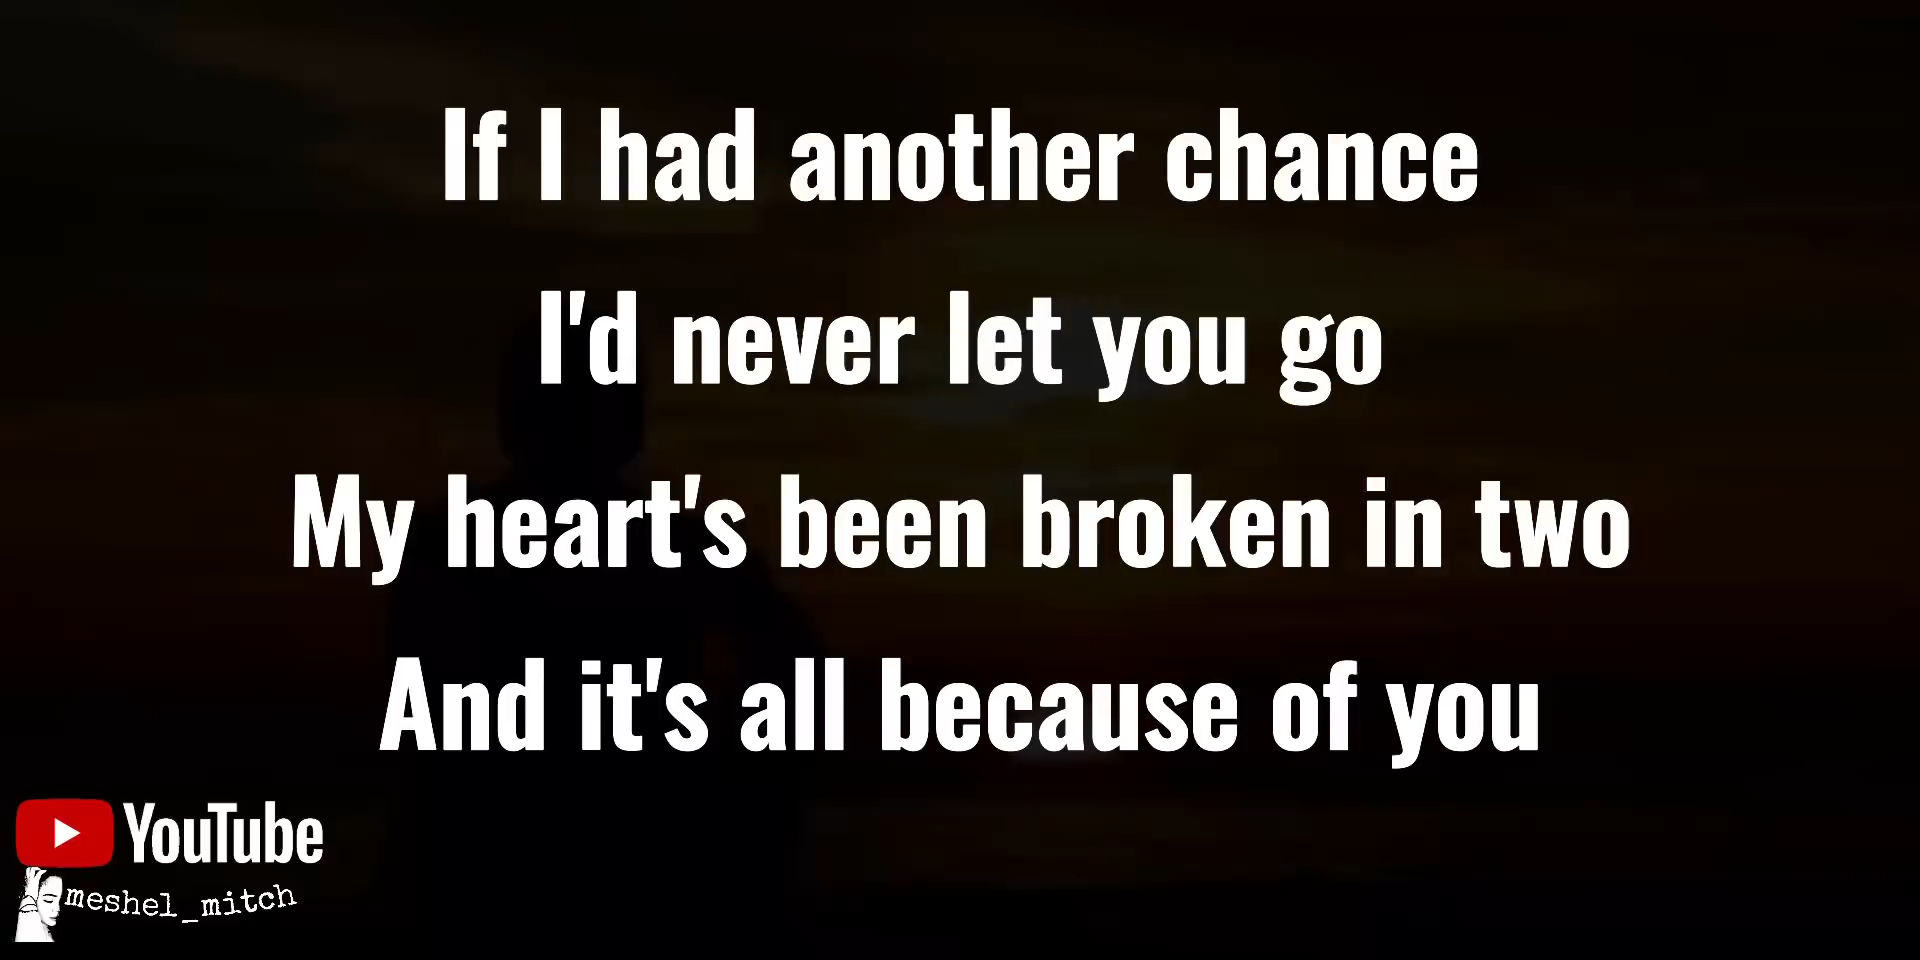 If I had another chance
I'd never let you go
My heart's been broken in two
And it's all because of you
YouTube
meshel_mitch